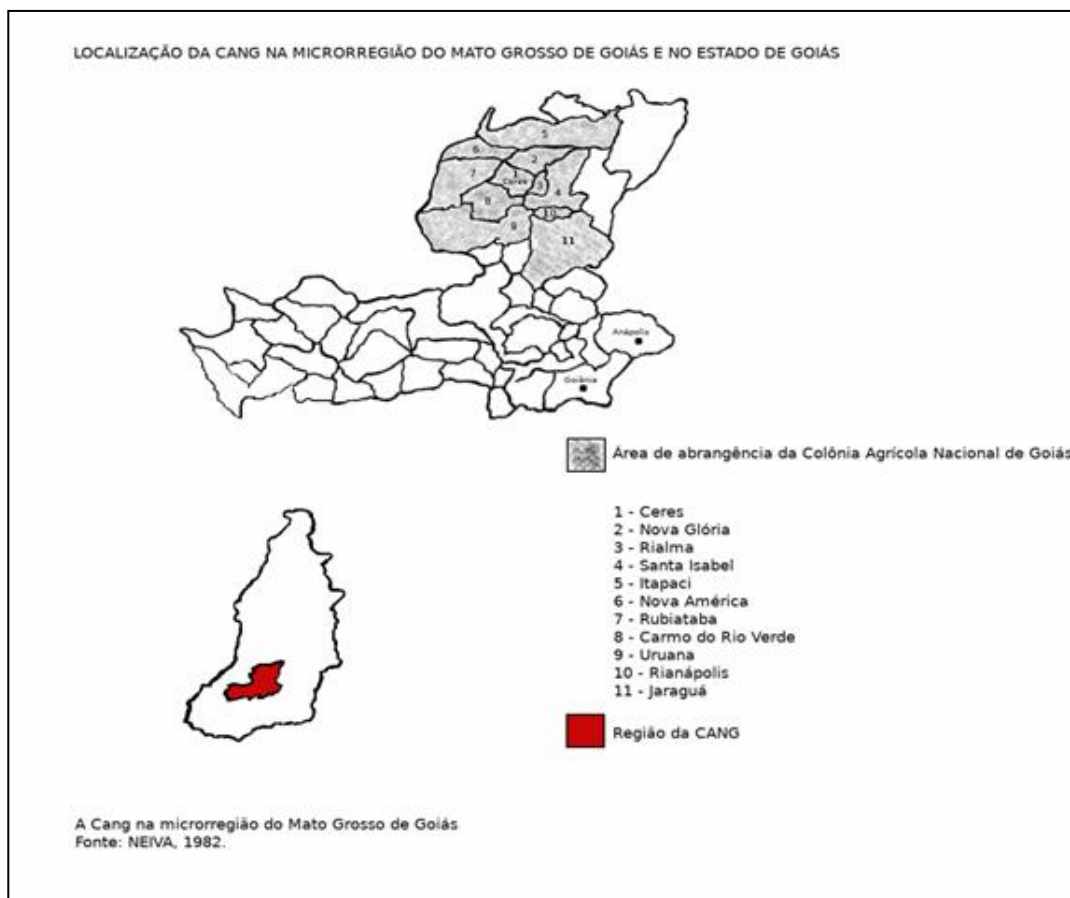 LOCALIZAÇÃO DA CANG NA MICRORREGIÃO DO MATO GROSSO DE GOIÁS E NO ESTADO DE GOIÁS
5
6
2
7
1
Ceres
3
4
8
10
9
11
Anápolis
Goiânia
Área de abrangência da Colônia Agrícola Nacional de Goiás
1 - Ceres
2 - Nova Glória
3 - Rialma
4 - Santa Isabel
5 - Itapaci
6 - Nova América
7 - Rubiataba
8 - Carmo do Rio Verde
9 - Uruana
10 - Rianápolis
11 - Jaraguá
Região da CANG
A Cang na microrregião do Mato Grosso de Goiás
Fonte: NEIVA, 1982.